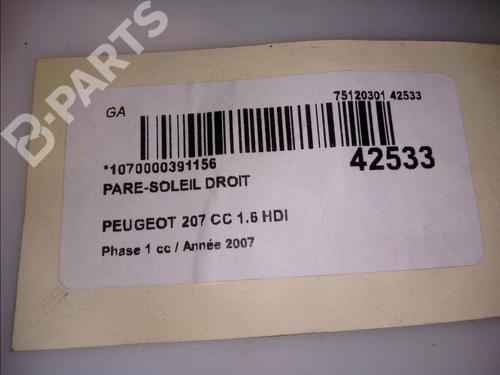 B-PARTS
GA
75120301 42533
*1070000391156
42533
PARE-SOLEIL DROIT
PEUGEOT 207 CC 1.6 HDI
Phase 1 cc / Année 2007